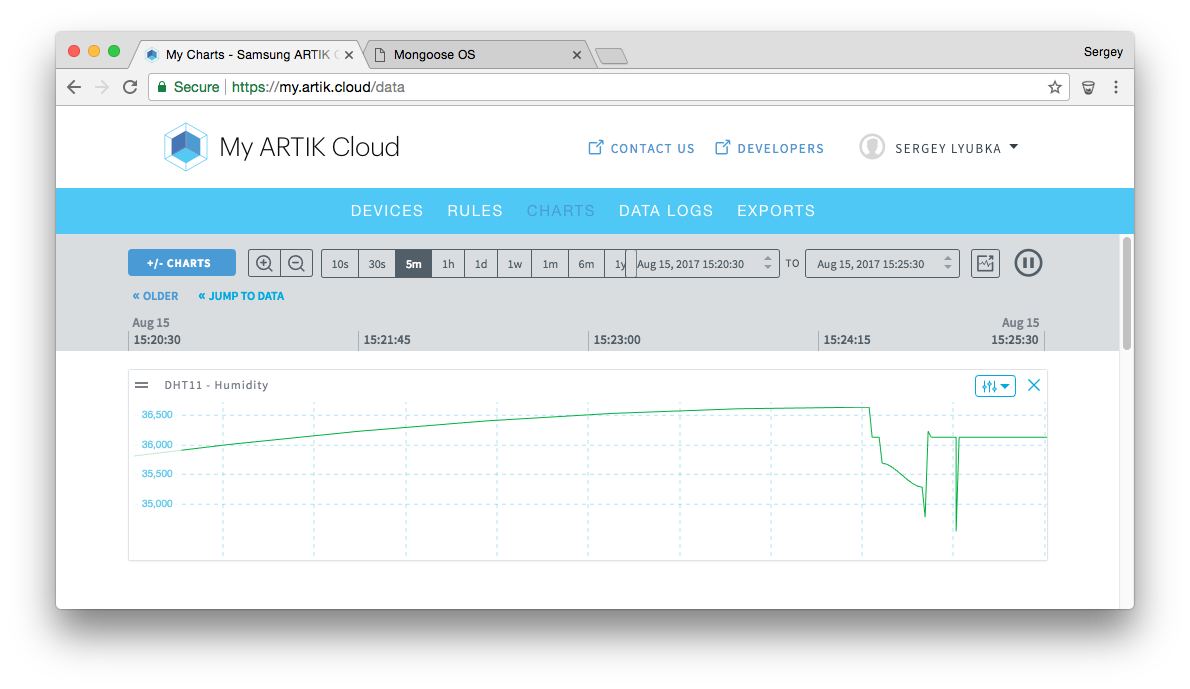 My Charts - Samsung ARTIK C
Mongoose OS
Sergey
Secure https://my.artik.cloud/data
My ARTIK Cloud
CONTACT US
DEVELOPERS
SERGEY LYUBKA
DEVICES RULES CHARTS DATA LOGS EXPORTS
+/- CHARTS
10s 30s 5m 1h 1d 1w 1m 6m 1y
Aug 15, 2017 15:20:30 TO Aug 15, 2017 15:25:30
« OLDER « JUMP TO DATA
Aug 15 Aug 15
15:20:30 15:21:45 15:23:00 15:24:15 15:25:30
DHT11 - Humidity
36,500
36,000
35,500
35,000